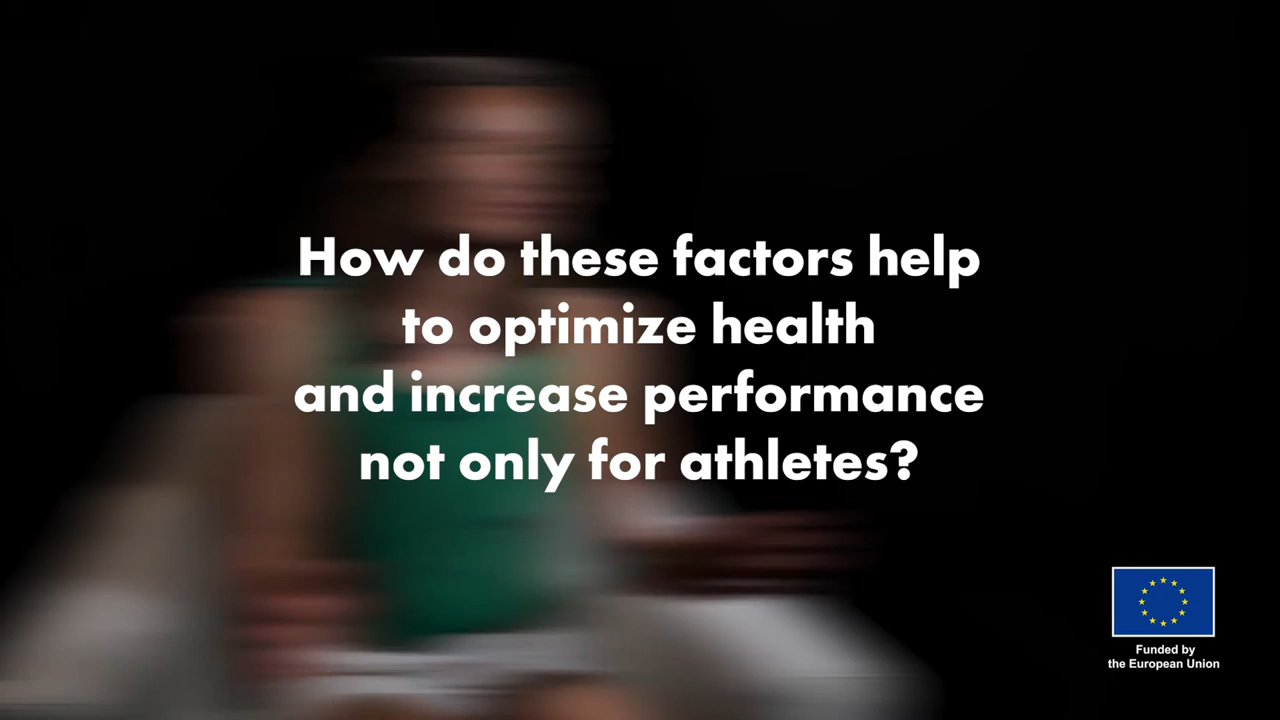 How do these factors help
to optimize health
and increase performance
not only for athletes?
Funded by
the European Union